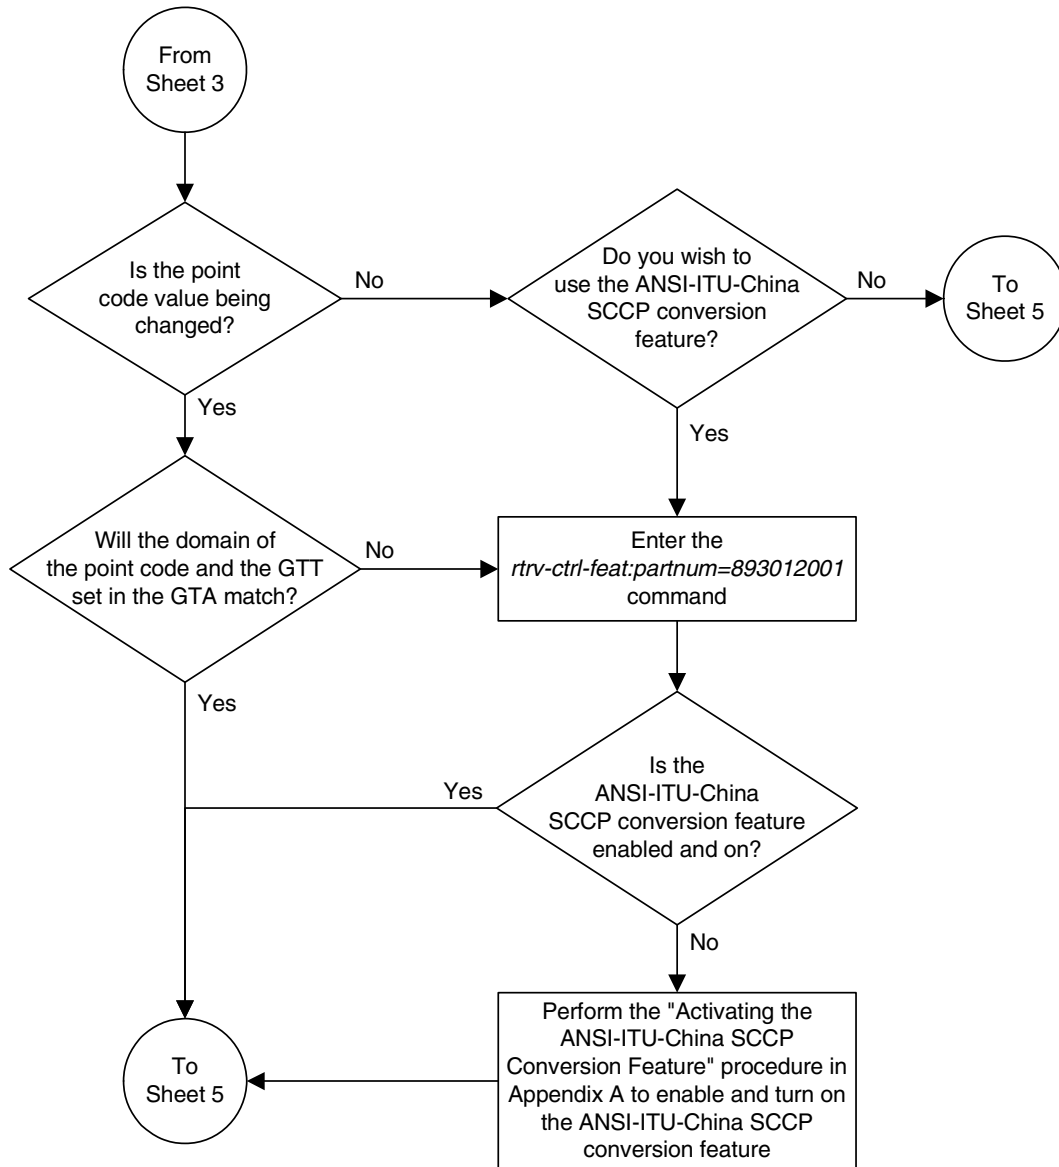 From
Sheet 3
Is the point
code value being
changed?
No
Do you wish to
use the ANSI-ITU-China
SCCP conversion
feature?
No
To
Sheet 5
Yes
Yes
Will the domain of
the point code and the GTT
set in the GTA match?
No
Enter the
rtrv-ctrl-feat:partnum=893012001
command
Yes
Is the
ANSI-ITU-China
SCCP conversion feature
enabled and on?
Yes
No
Perform the "Activating the
ANSI-ITU-China SCCP
Conversion Feature" procedure in
Appendix A to enable and turn on
the ANSI-ITU-China SCCP
conversion feature
To
Sheet 5